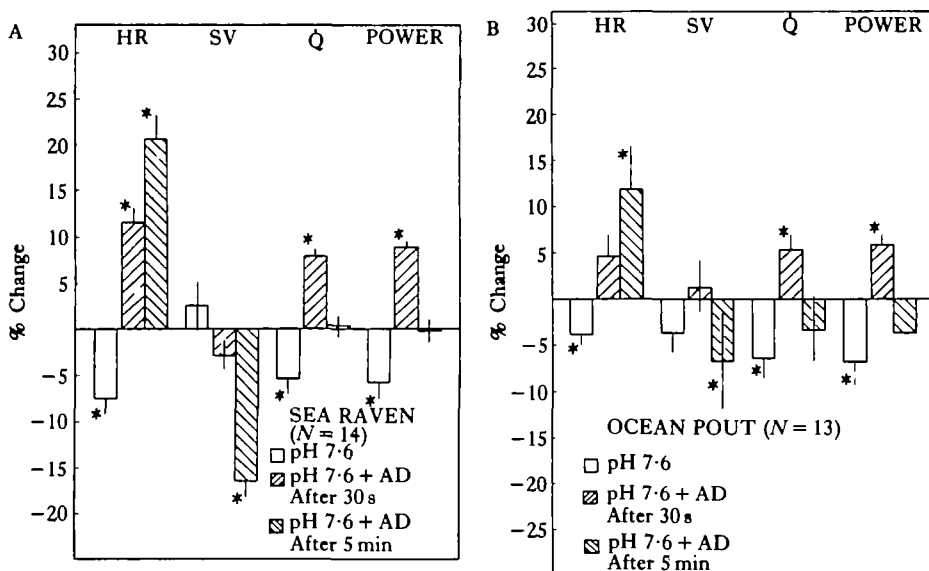 A
HR SV Q̇ POWER
30
25
20
15
10
5
0
−5
−10
−15
−20
% Change
SEA RAVEN
(N = 14)
pH 7·6
pH 7·6 + AD
After 30 s
pH 7·6 + AD
After 5 min
B
HR SV Q̇ POWER
30
25
20
15
10
5
0
−5
−10
−15
−20
−25
% Change
OCEAN POUT (N = 13)
pH 7·6
pH 7·6 + AD
After 30 s
pH 7·6 + AD
After 5 min